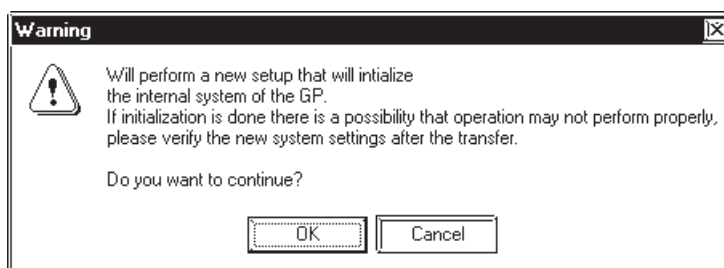 Warning
Will perform a new setup that will intialize
the internal system of the GP.
If initialization is done there is a possibility that operation may not perform properly,
please verify the new system settings after the transfer.
Do you want to continue?
OK
Cancel